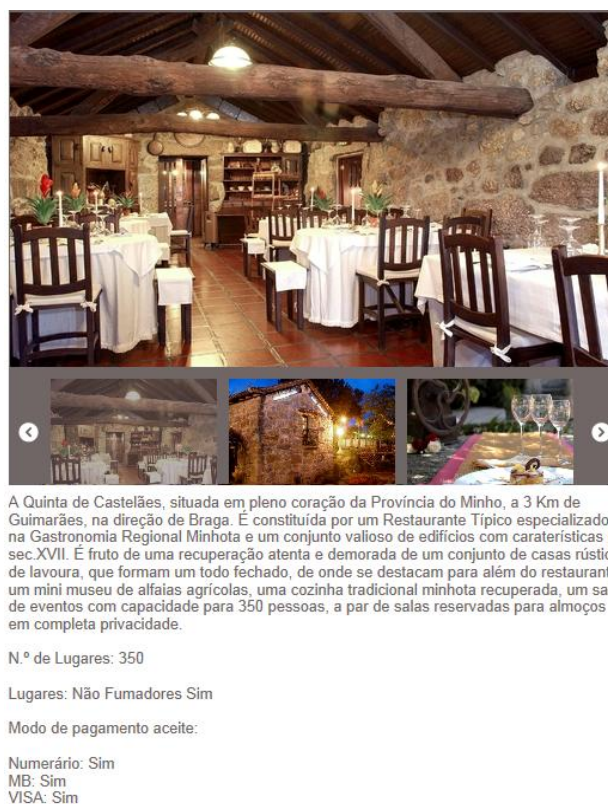 A Quinta de Castelães, situada em pleno coração da Província do Minho, a 3 Km de
Guimarães, na direção de Braga. É constituída por um Restaurante Típico especializado
na Gastronomia Regional Minhota e um conjunto valioso de edifícios com caraterísticas
sec.XVII. É fruto de uma recuperação atenta e demorada de um conjunto de casas rústic
de lavoura, que formam um todo fechado, de onde se destacam para além do restaurant
um mini museu de alfaias agrícolas, uma cozinha tradicional minhota recuperada, um sa
de eventos com capacidade para 350 pessoas, a par de salas reservadas para almoços
em completa privacidade.
N.º de Lugares: 350
Lugares: Não Fumadores Sim
Modo de pagamento aceite:
Numerário: Sim
MB: Sim
VISA: Sim